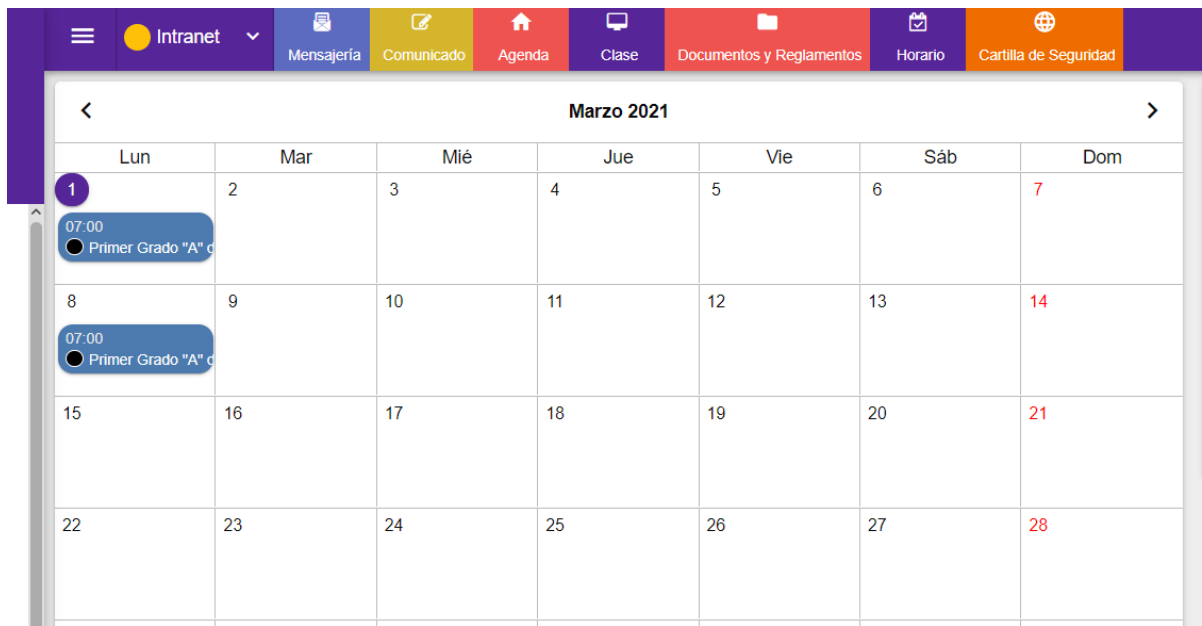 Intranet
Mensajería
Comunicado
Agenda
Clase
Documentos y Reglamentos
Horario
Cartilla de Seguridad
Marzo 2021
Lun Mar Mié Jue Vie Sáb Dom
1 2 3 4 5 6 7
07:00
Primer Grado "A" d
8 9 10 11 12 13 14
07:00
Primer Grado "A" d
15 16 17 18 19 20 21
22 23 24 25 26 27 28